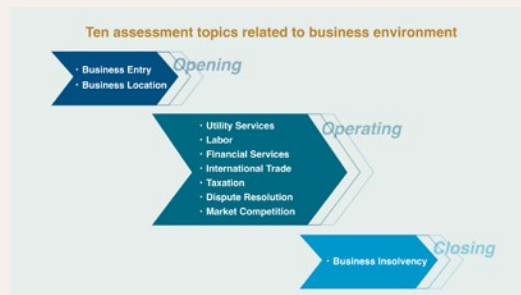 Ten assessment topics related to business environment
Opening
• Business Entry
• Business Location
Operating
• Utility Services
• Labor
• Financial Services
• International Trade
• Taxation
• Dispute Resolution
• Market Competition
Closing
• Business Insolvency